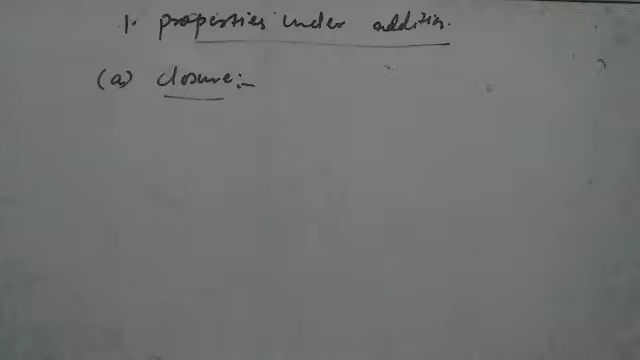 1. properties under addition.
(a) closure:-